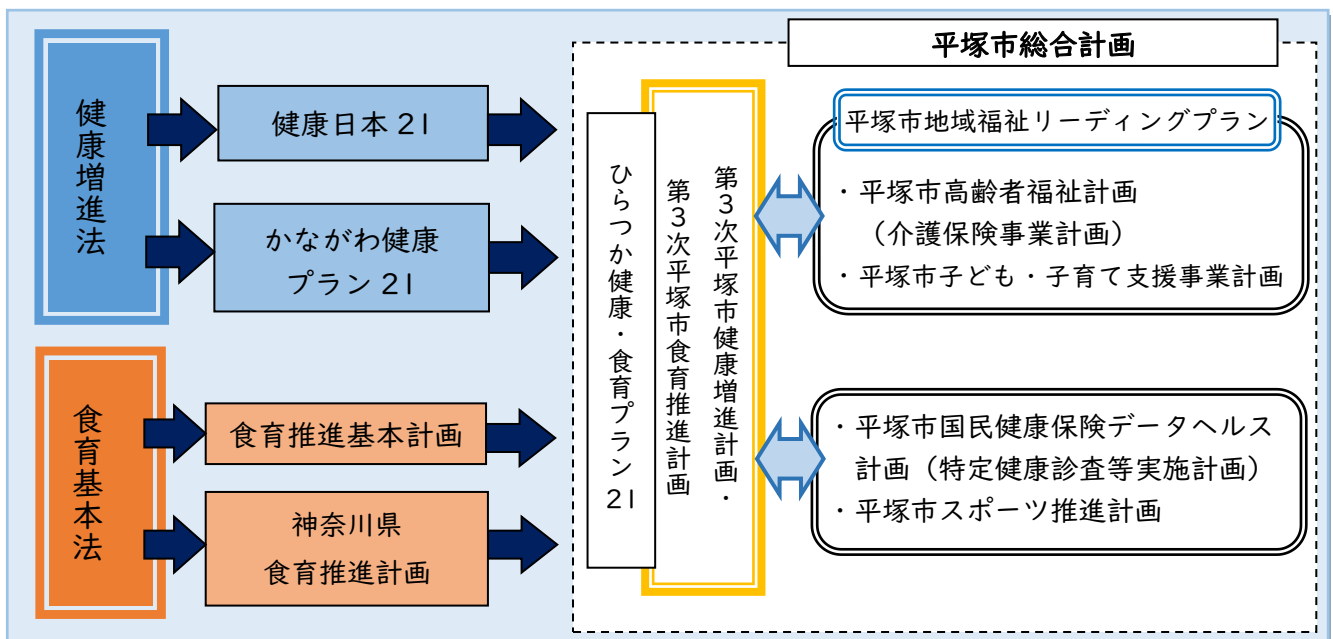 平塚市総合計画
健康増進法
健康日本 21
かながわ健康
プラン 21
食育基本法
食育推進基本計画
神奈川県
食育推進計画
ひらつか健康・食育プラン 21
第3次平塚市健康増進計画・
第3次平塚市食育推進計画
平塚市地域福祉リーディングプラン
・平塚市高齢者福祉計画
（介護保険事業計画）
・平塚市子ども・子育て支援事業計画
・平塚市国民健康保険データヘルス
計画（特定健康診査等実施計画）
・平塚市スポーツ推進計画